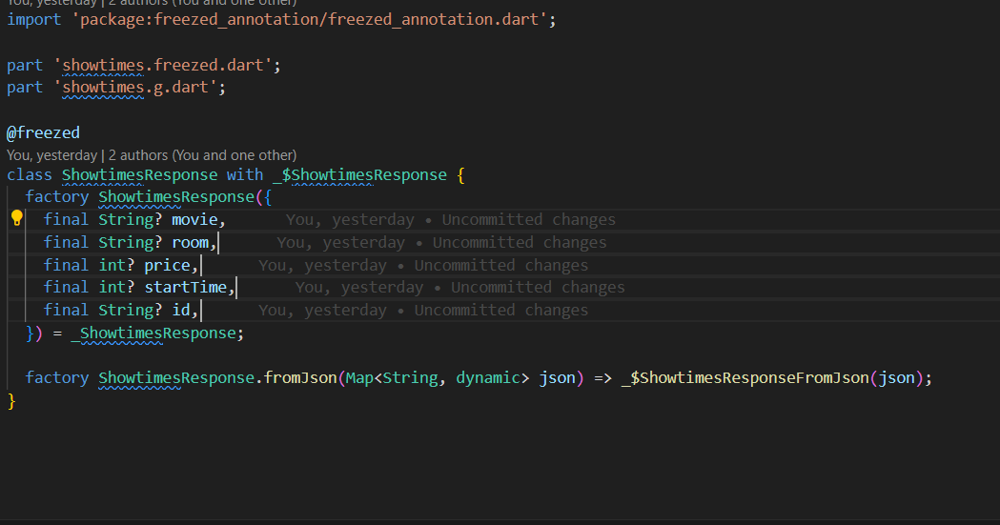 You, yesterday | 2 authors (You and one other)
import 'package:freezed_annotation/freezed_annotation.dart';
part 'showtimes.freezed.dart';
part 'showtimes.g.dart';
@freezed
You, yesterday | 2 authors (You and one other)
class ShowtimesResponse with _$ShowtimesResponse {
factory ShowtimesResponse({
final String? movie, You, yesterday • Uncommitted changes
final String? room, You, yesterday • Uncommitted changes
final int? price, You, yesterday • Uncommitted changes
final int? startTime, You, yesterday • Uncommitted changes
final String? id, You, yesterday • Uncommitted changes
}) = _ShowtimesResponse;
factory ShowtimesResponse.fromJson(Map<String, dynamic> json) => _$ShowtimesResponseFromJson(json);
}